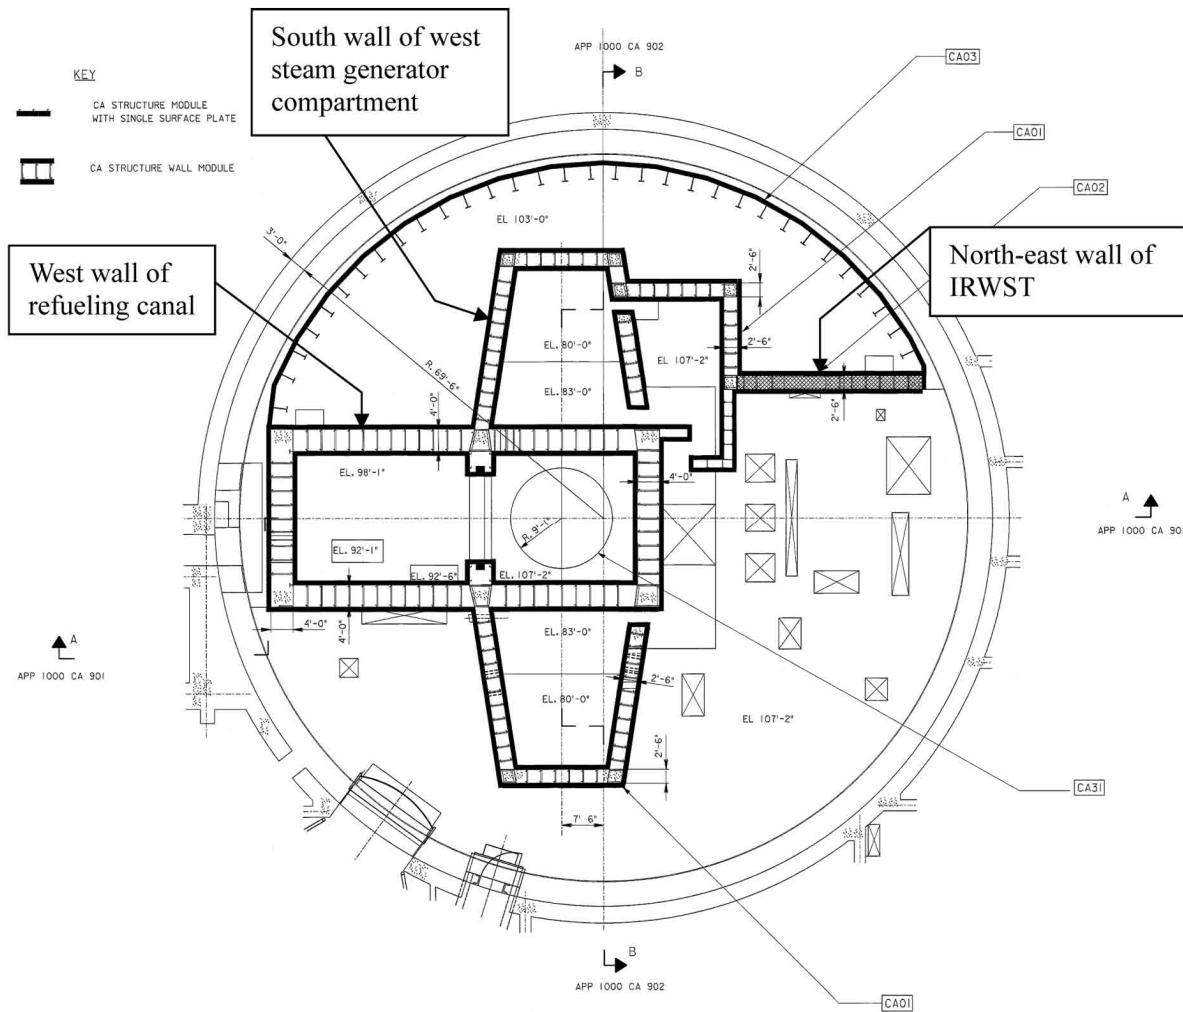 South wall of west
steam generator
compartment
APP 1000 CA 902
B
CA03
KEY
CA STRUCTURE MODULE
WITH SINGLE SURFACE PLATE
CA01
CA STRUCTURE WALL MODULE
CA02
EL 103'-0"
3'-0"
West wall of
refueling canal
North-east wall of
IRWST
2'-6"
EL. 80'-0"
EL 107'-2"
2'-6"
R. 69'-6"
EL. 83'-0"
2'-6"
4'-0"
EL. 98'-1"
4'-0"
A
APP 1000 CA 901
R. 9'-1"
EL. 92'-1"
EL. 92'-6"
EL. 107'-2"
4'-0"
4'-0"
EL. 83'-0"
A
APP 1000 CA 901
2'-6"
EL. 80'-0"
EL 107'-2"
2'-6"
CA31
7' 6"
B
APP 1000 CA 902
CA01